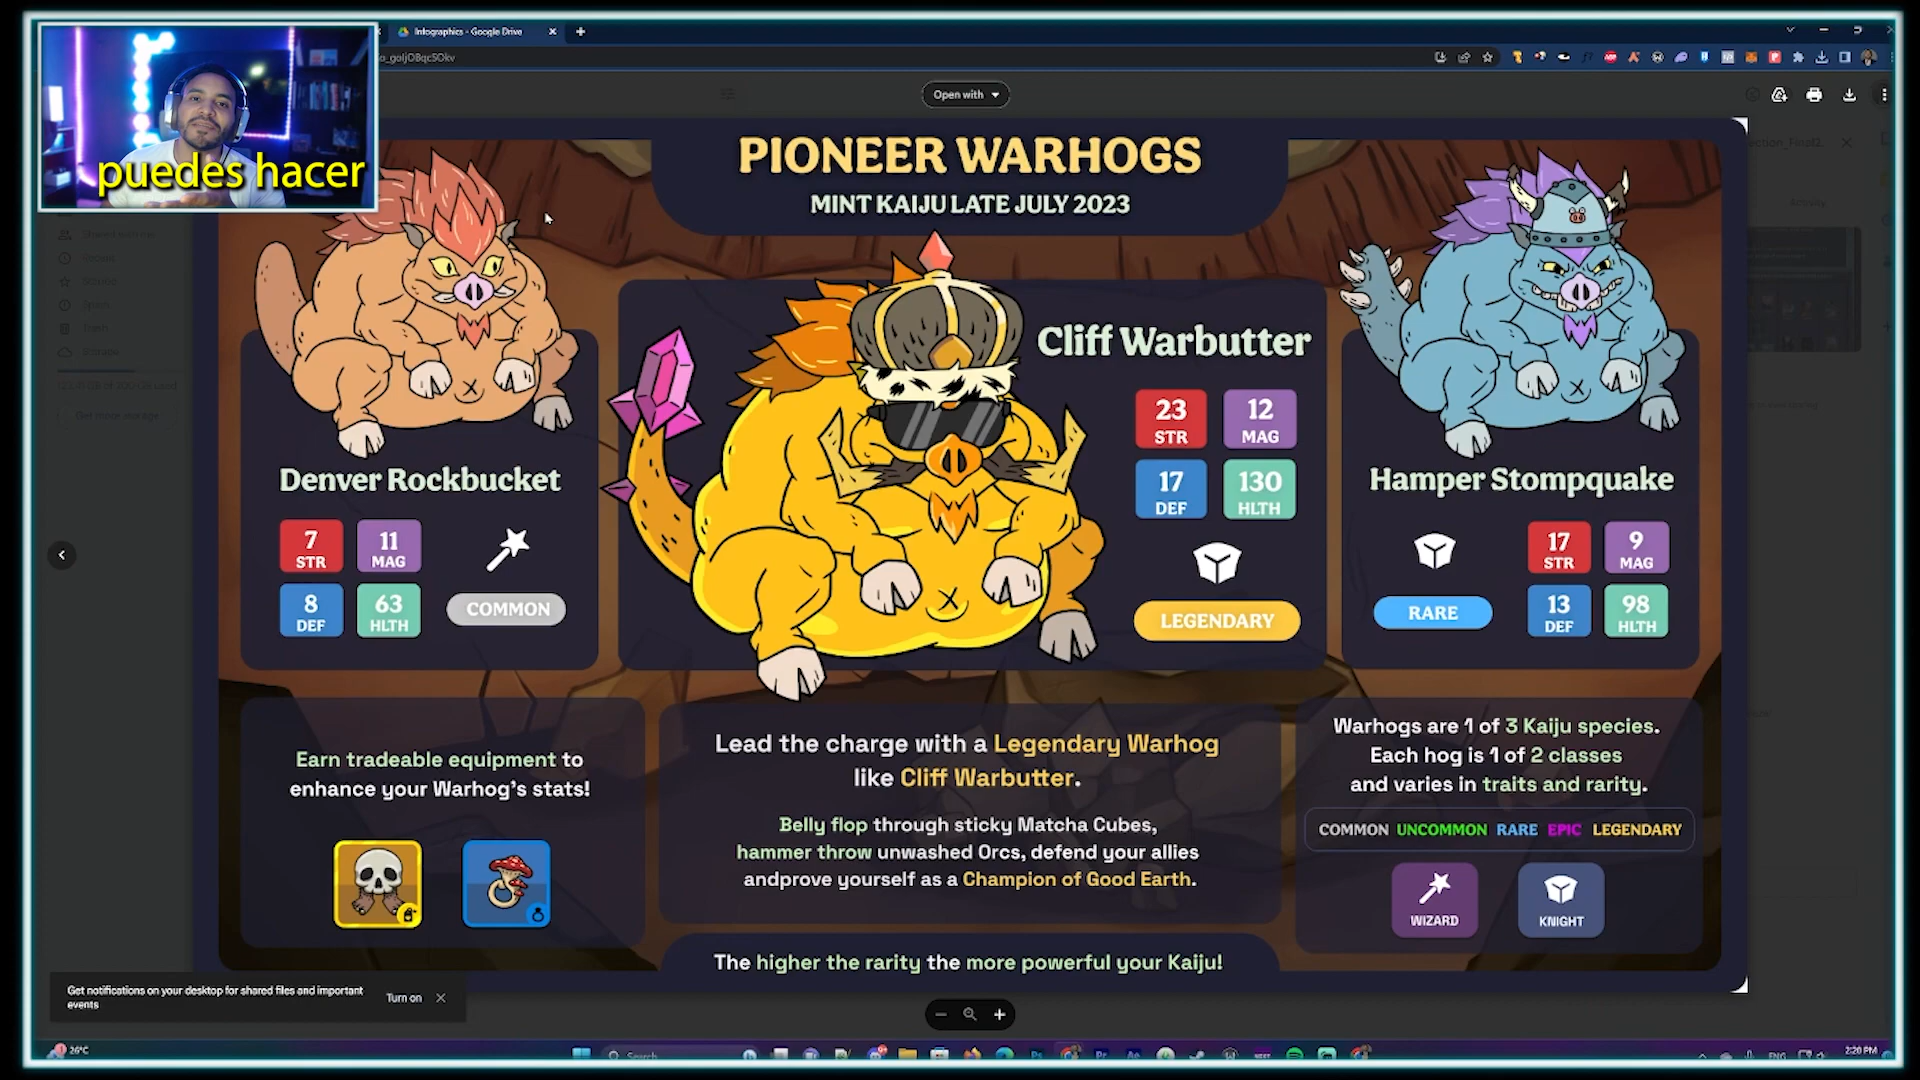 Infographics - Google Drive
Open with
puedes hacer
PIONEER WARHOGS
MINT KAIJU LATE JULY 2023
Denver Rockbucket
7 STR
11 MAG
8 DEF
63 HLTH
COMMON
Cliff Warbutter
23 STR
12 MAG
17 DEF
130 HLTH
LEGENDARY
Hamper Stompquake
17 STR
9 MAG
13 DEF
98 HLTH
RARE
Earn tradeable equipment to
enhance your Warhog's stats!
Lead the charge with a Legendary Warhog
like Cliff Warbutter.
Belly flop through sticky Matcha Cubes,
hammer throw unwashed Orcs, defend your allies
andprove yourself as a Champion of Good Earth.
Warhogs are 1 of 3 Kaiju species.
Each hog is 1 of 2 classes
and varies in traits and rarity.
COMMON UNCOMMON RARE EPIC LEGENDARY
WIZARD
KNIGHT
The higher the rarity the more powerful your Kaiju!
Get notifications on your desktop for shared files and important
events
Turn on
26°C
Search
ENG
2:20 PM